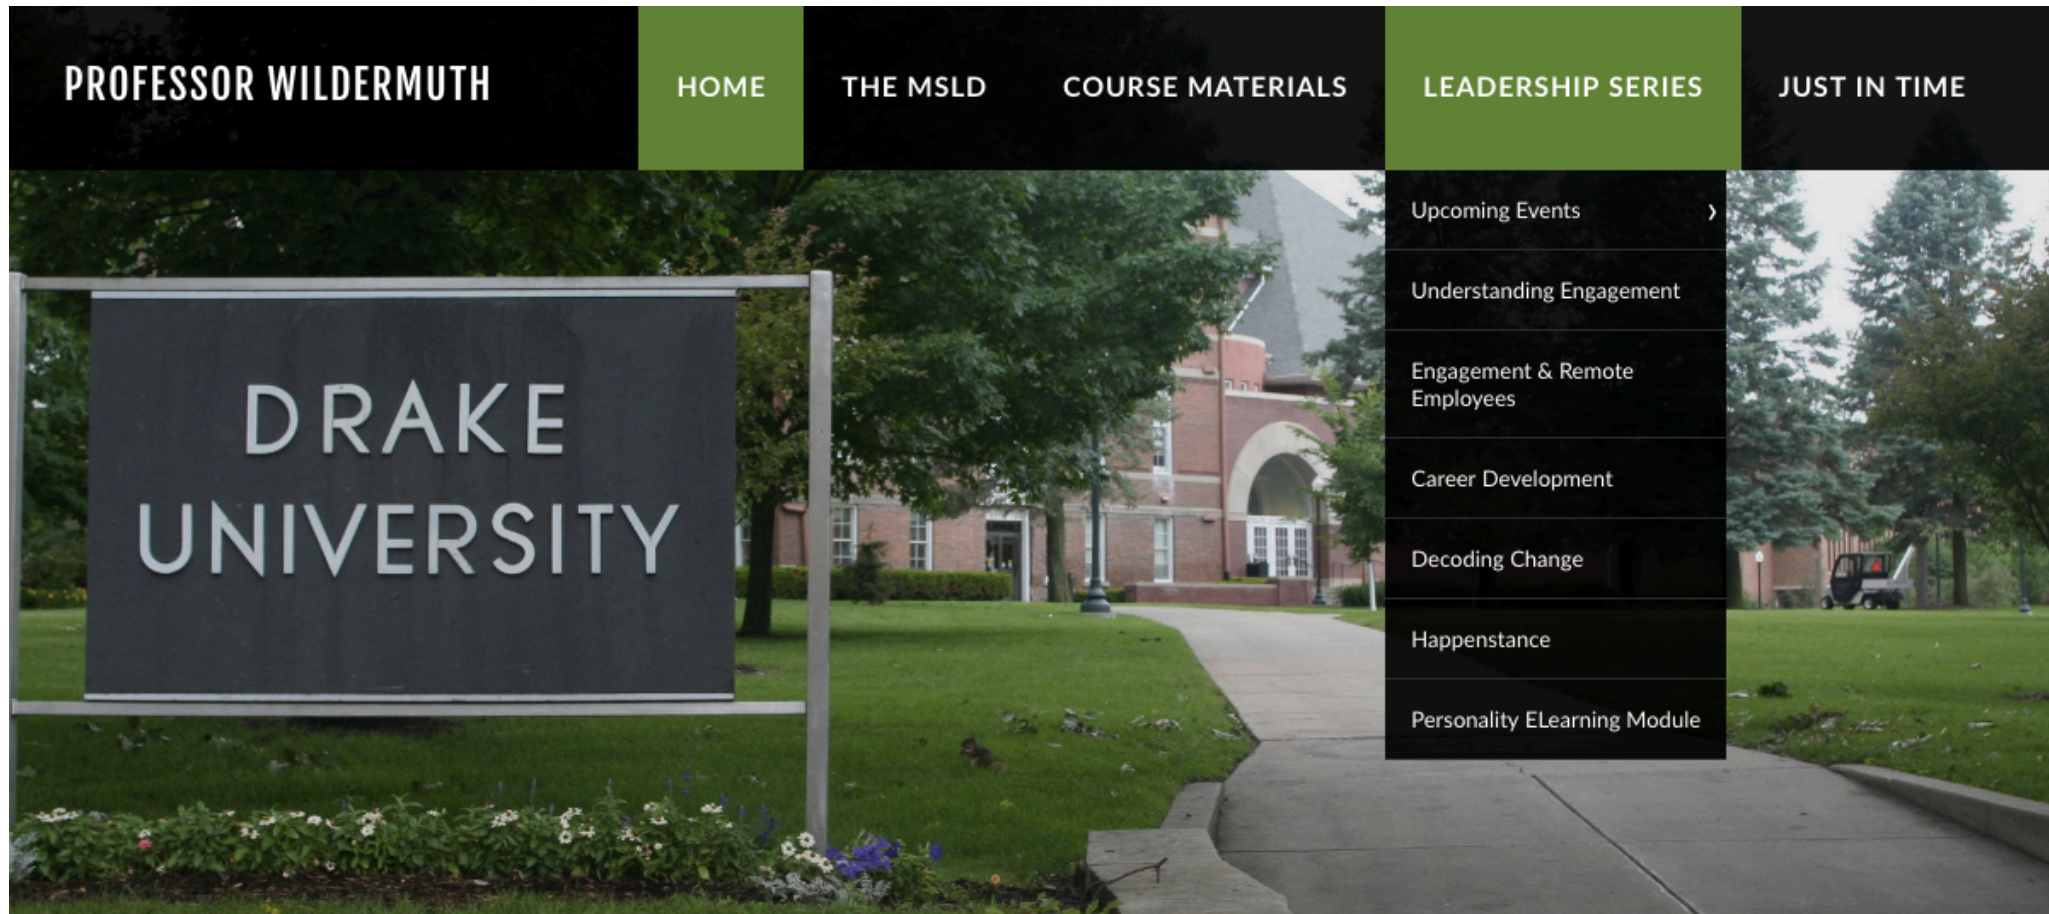 PROFESSOR WILDERMUTH
HOME
THE MSLD
COURSE MATERIALS
LEADERSHIP SERIES
JUST IN TIME
Upcoming Events ›
Understanding Engagement
Engagement & Remote
Employees
Career Development
Decoding Change
Happenstance
Personality ELearning Module
DRAKE
UNIVERSITY